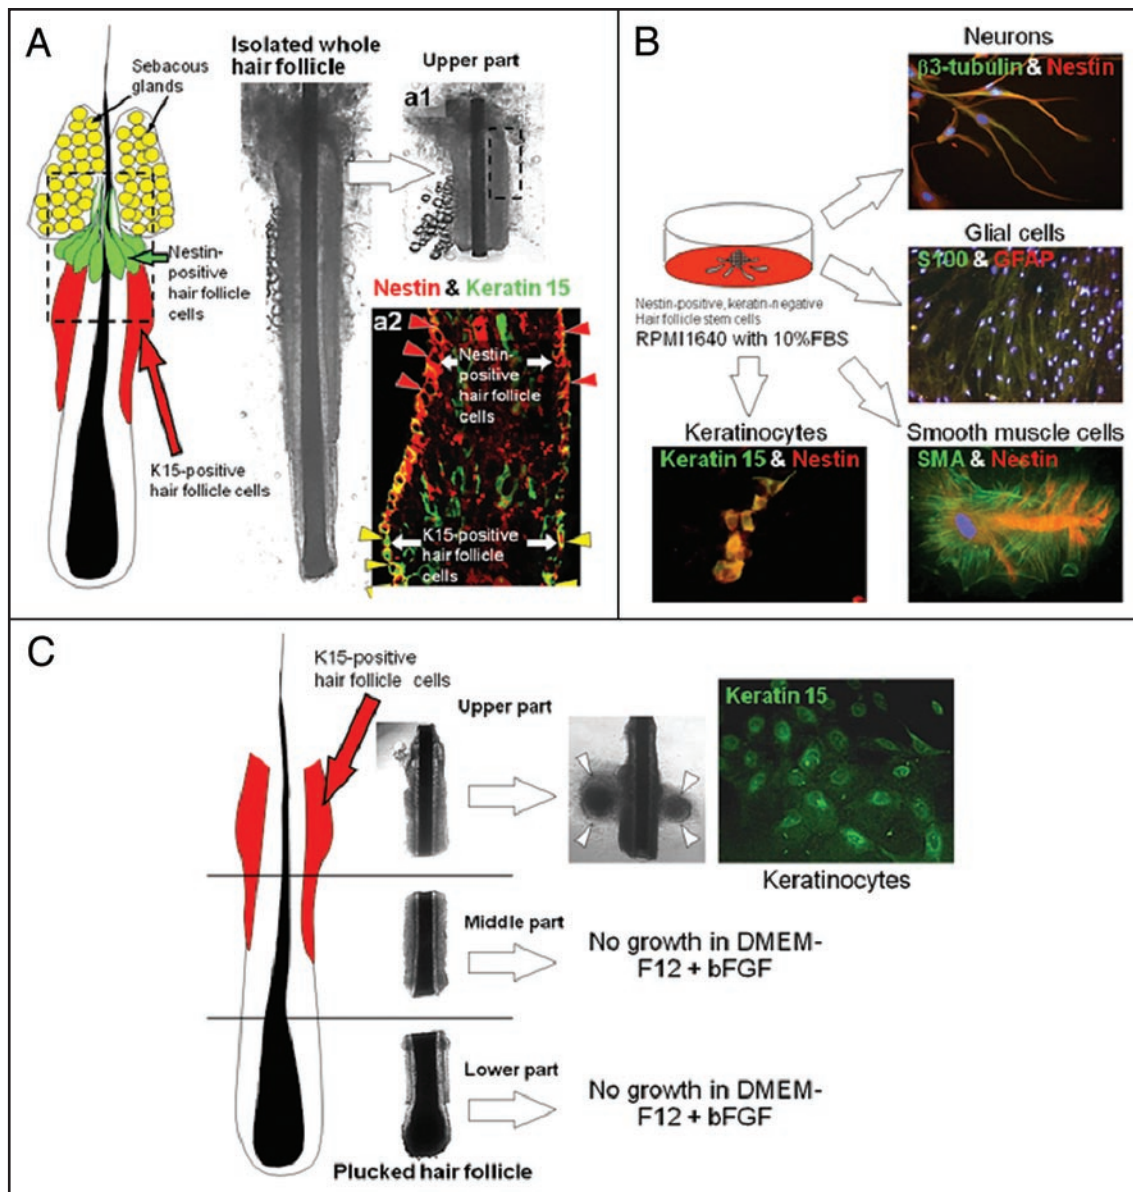 A
Sebacous
glands
Nestin-
positive
hair follicle
cells
K15-positive
hair follicle cells
Isolated whole
hair follicle
Upper part
a1
Nestin & Keratin 15
a2
Nestin-
positive
hair follicle
cells
K15-positive
hair follicle
cells
B
Neurons
β3-tubulin & Nestin
Glial cells
S100 & GFAP
Nestin-positive, keratin-negative
Hair follicle stem cells
RPMI1640 with 10%FBS
Keratinocytes
Keratin 15 & Nestin
Smooth muscle cells
SMA & Nestin
C
K15-positive
hair follicle cells
Upper part
Keratin 15
Keratinocytes
Middle part
No growth in DMEM-
F12 + bFGF
Lower part
No growth in DMEM-
F12 + bFGF
Plucked hair follicle